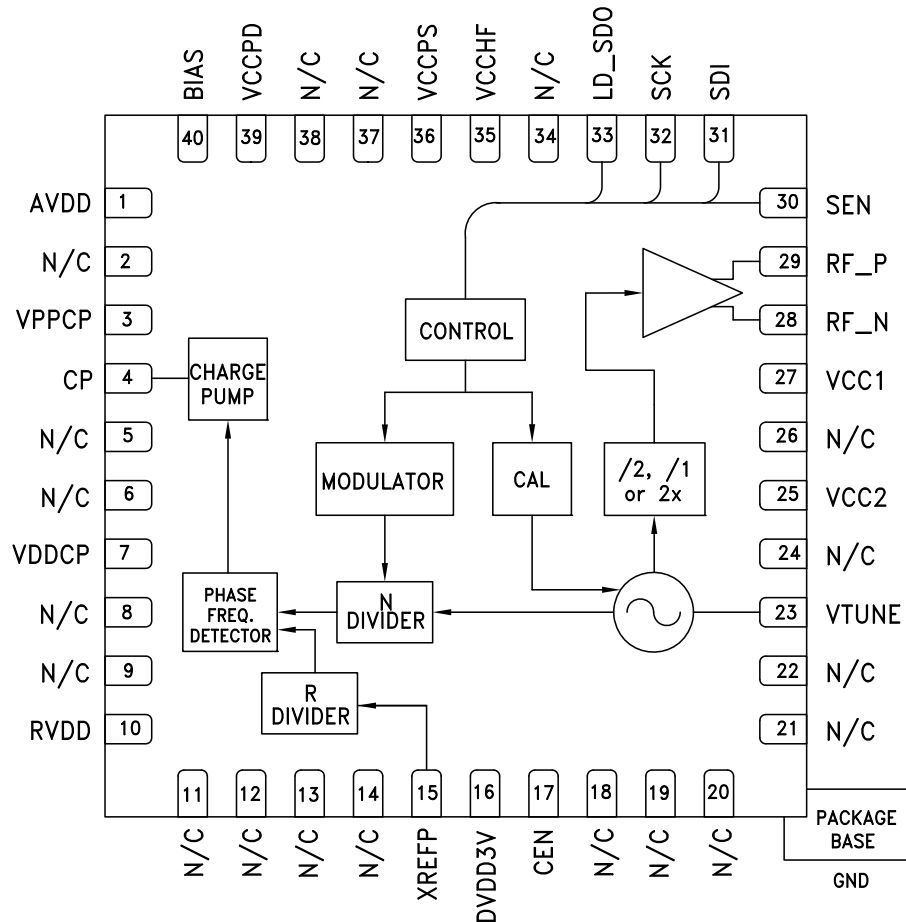 BIAS
VCCPD
N/C
N/C
VCCPS
VCCHF
N/C
LD_SDO
SCK
SDI
40
39
38
37
36
35
34
33
32
31
AVDD 1
N/C 2
VPPCP 3
CP 4
N/C 5
N/C 6
VDDCP 7
N/C 8
N/C 9
RVDD 10
30 SEN
29 RF_P
28 RF_N
27 VCC1
26 N/C
25 VCC2
24 N/C
23 VTUNE
22 N/C
21 N/C
CONTROL
CHARGE
PUMP
MODULATOR
CAL
/2, /1
or 2x
PHASE
FREQ.
DETECTOR
N
DIVIDER
R
DIVIDER
11
12
13
14
15
16
17
18
19
20
N/C
N/C
N/C
N/C
XREFP
DVDD3V
CEN
N/C
N/C
N/C
PACKAGE
BASE
GND